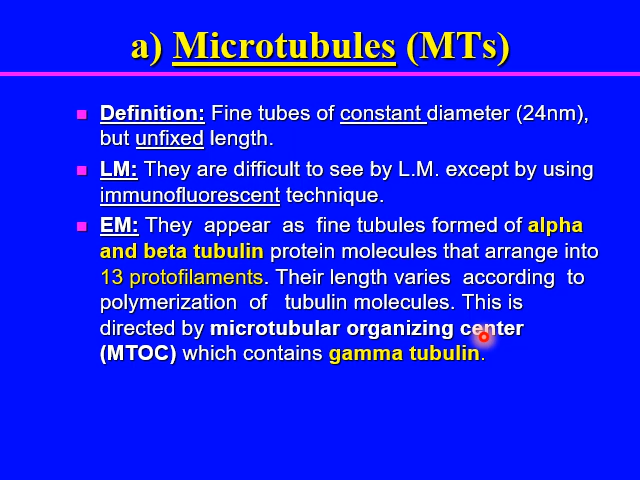 a) Microtubules (MTs)
Definition: Fine tubes of constant diameter (24nm),
but unfixed length.
LM: They are difficult to see by L.M. except by using
immunofluorescent technique.
EM: They appear as fine tubules formed of alpha
and beta tubulin protein molecules that arrange into
13 protofilaments. Their length varies according to
polymerization of tubulin molecules. This is
directed by microtubular organizing center
(MTOC) which contains gamma tubulin.